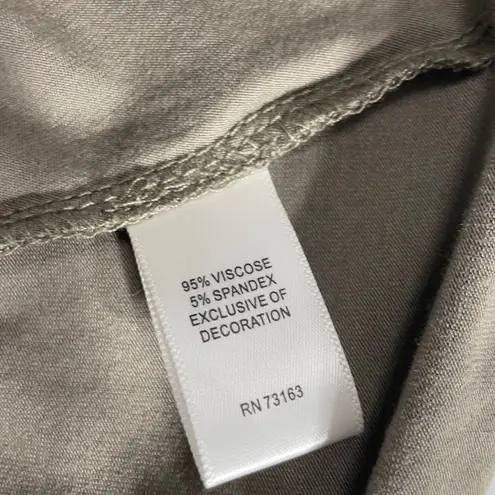 95% VISCOSE
5% SPANDEX
EXCLUSIVE OF
DECORATION
RN 73163